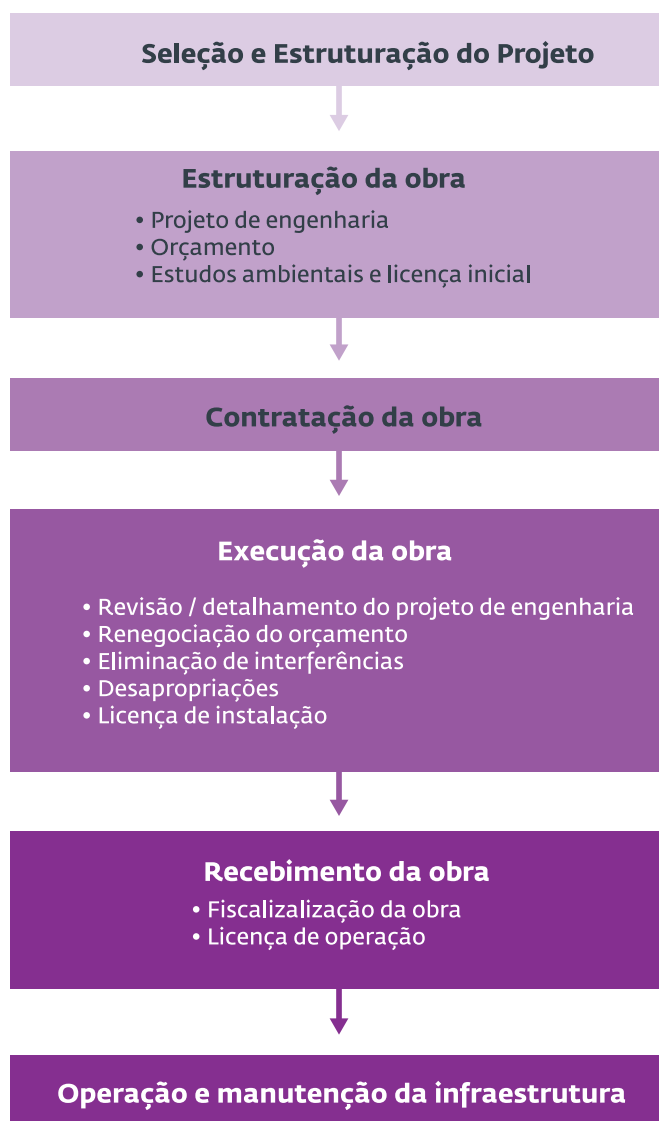 Seleção e Estruturação do Projeto
Estruturação da obra
• Projeto de engenharia
• Orçamento
• Estudos ambientais e licença inicial
Contratação da obra
Execução da obra
• Revisão / detalhamento do projeto de engenharia
• Renegociação do orçamento
• Eliminação de interferências
• Desapropriações
• Licença de instalação
Recebimento da obra
• Fiscalizalização da obra
• Licença de operação
Operação e manutenção da infraestrutura